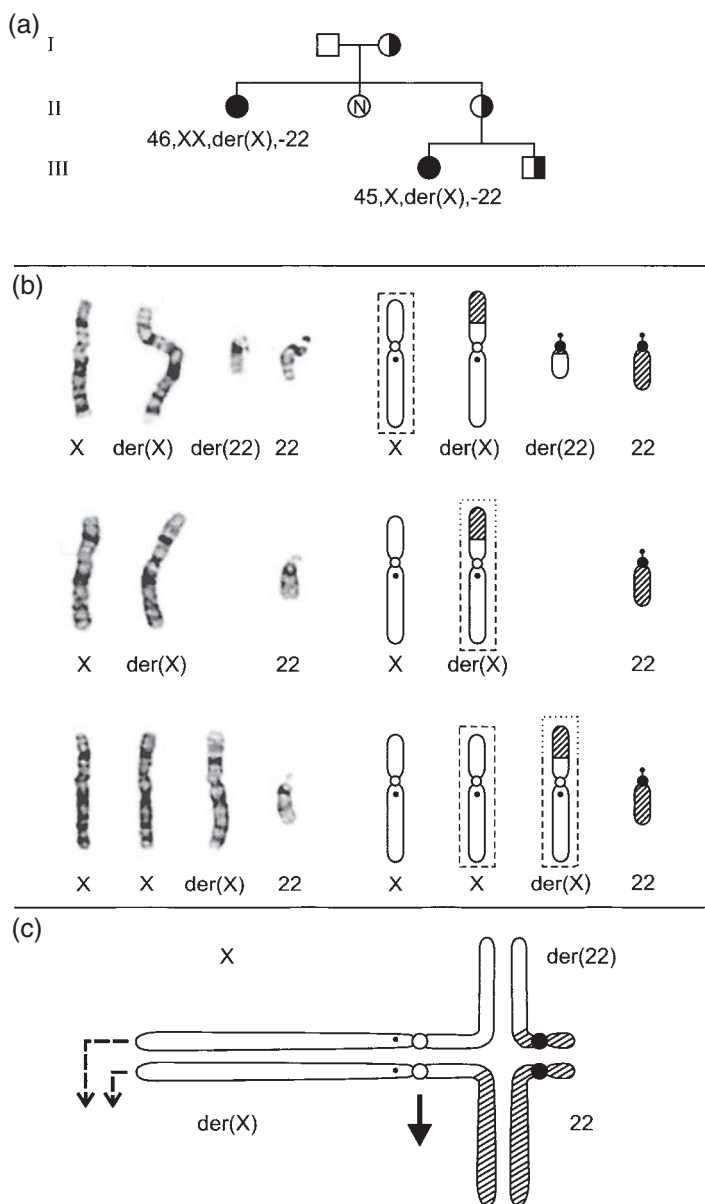 (a)
I
II
N
46,XX,der(X),-22
III
45,X,der(X),-22
(b)
X der(X) der(22) 22 X der(X) der(22) 22
X der(X) 22 X der(X) 22
X X der(X) 22 X X der(X) 22
(c)
X der(22)
der(X) 22